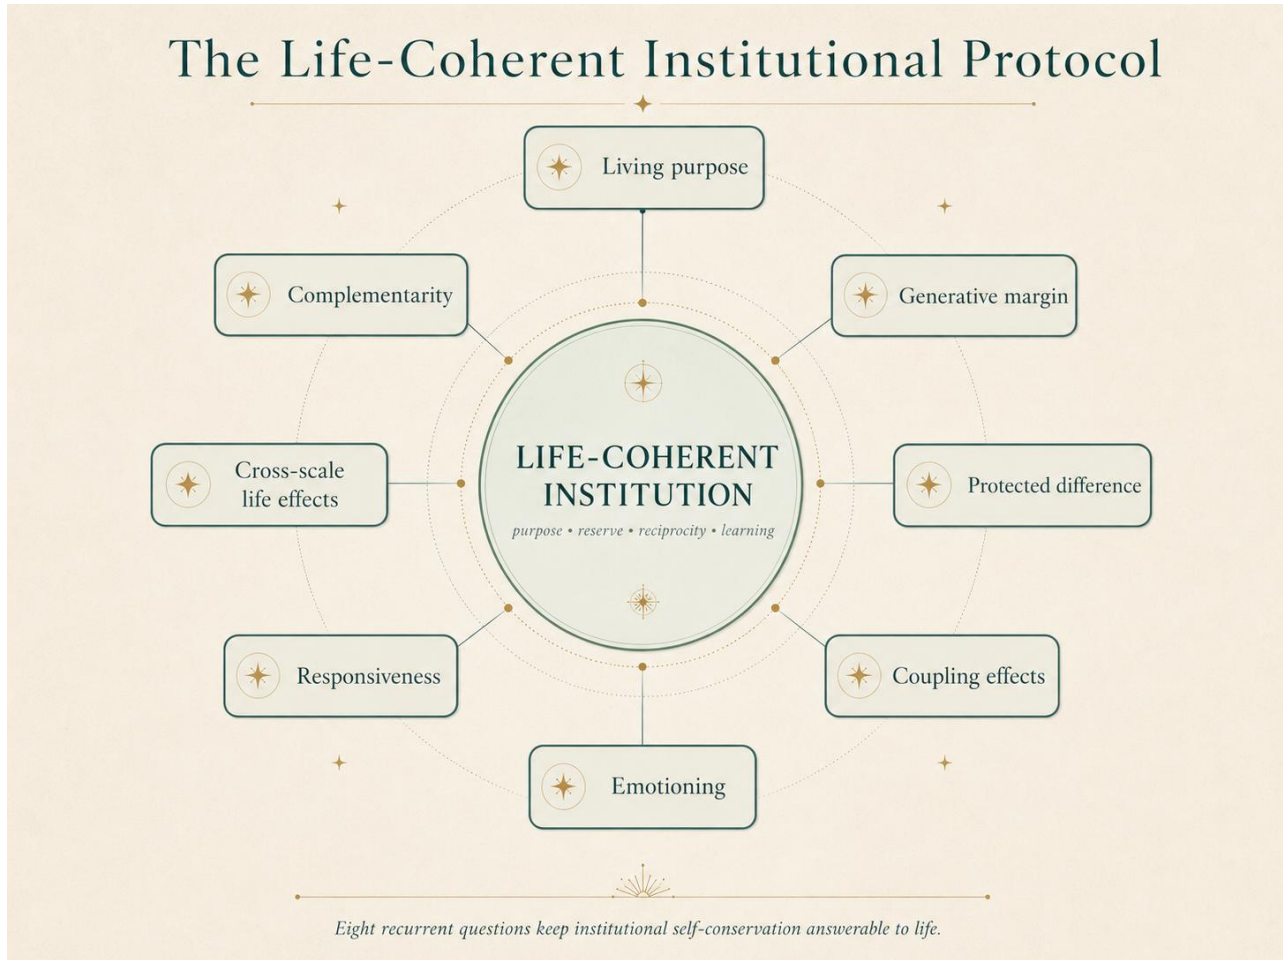 The Life-Coherent Institutional Protocol
Living purpose
Complementarity
Generative margin
Cross-scale
life effects
LIFE-COHERENT
INSTITUTION
purpose • reserve • reciprocity • learning
Protected difference
Responsiveness
Coupling effects
Emotioning
Eight recurrent questions keep institutional self-conservation answerable to life.